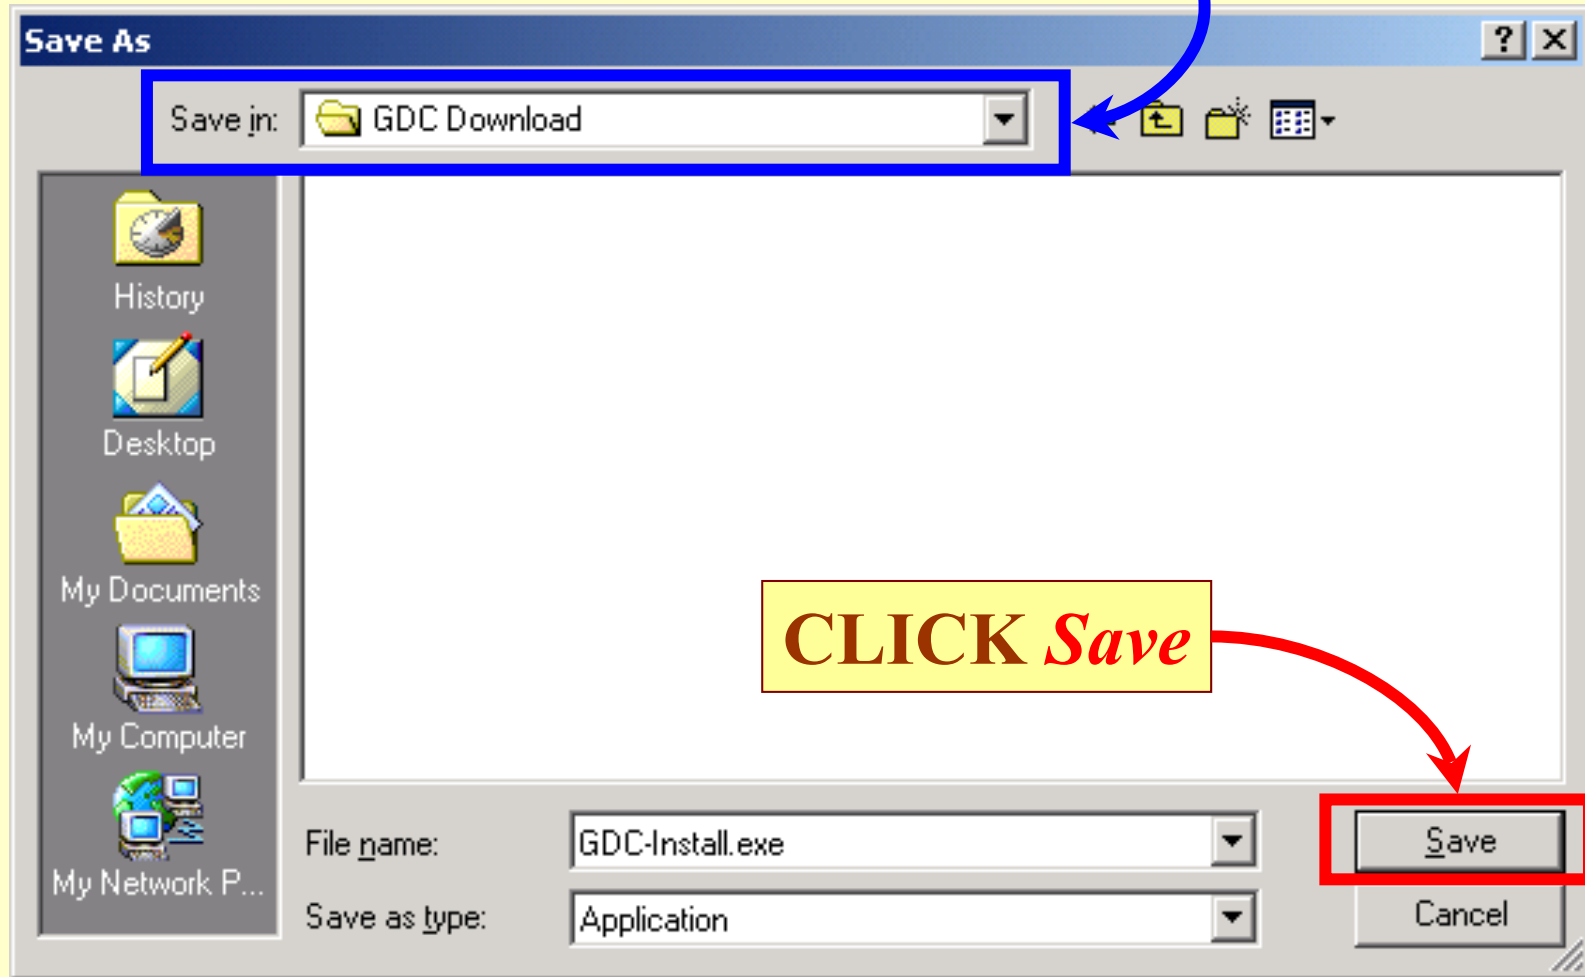 Save As
Save in: GDC Download
History
Desktop
My Documents
My Computer
My Network P...
CLICK Save
File name: GDC-Install.exe
Save
Save as type: Application
Cancel